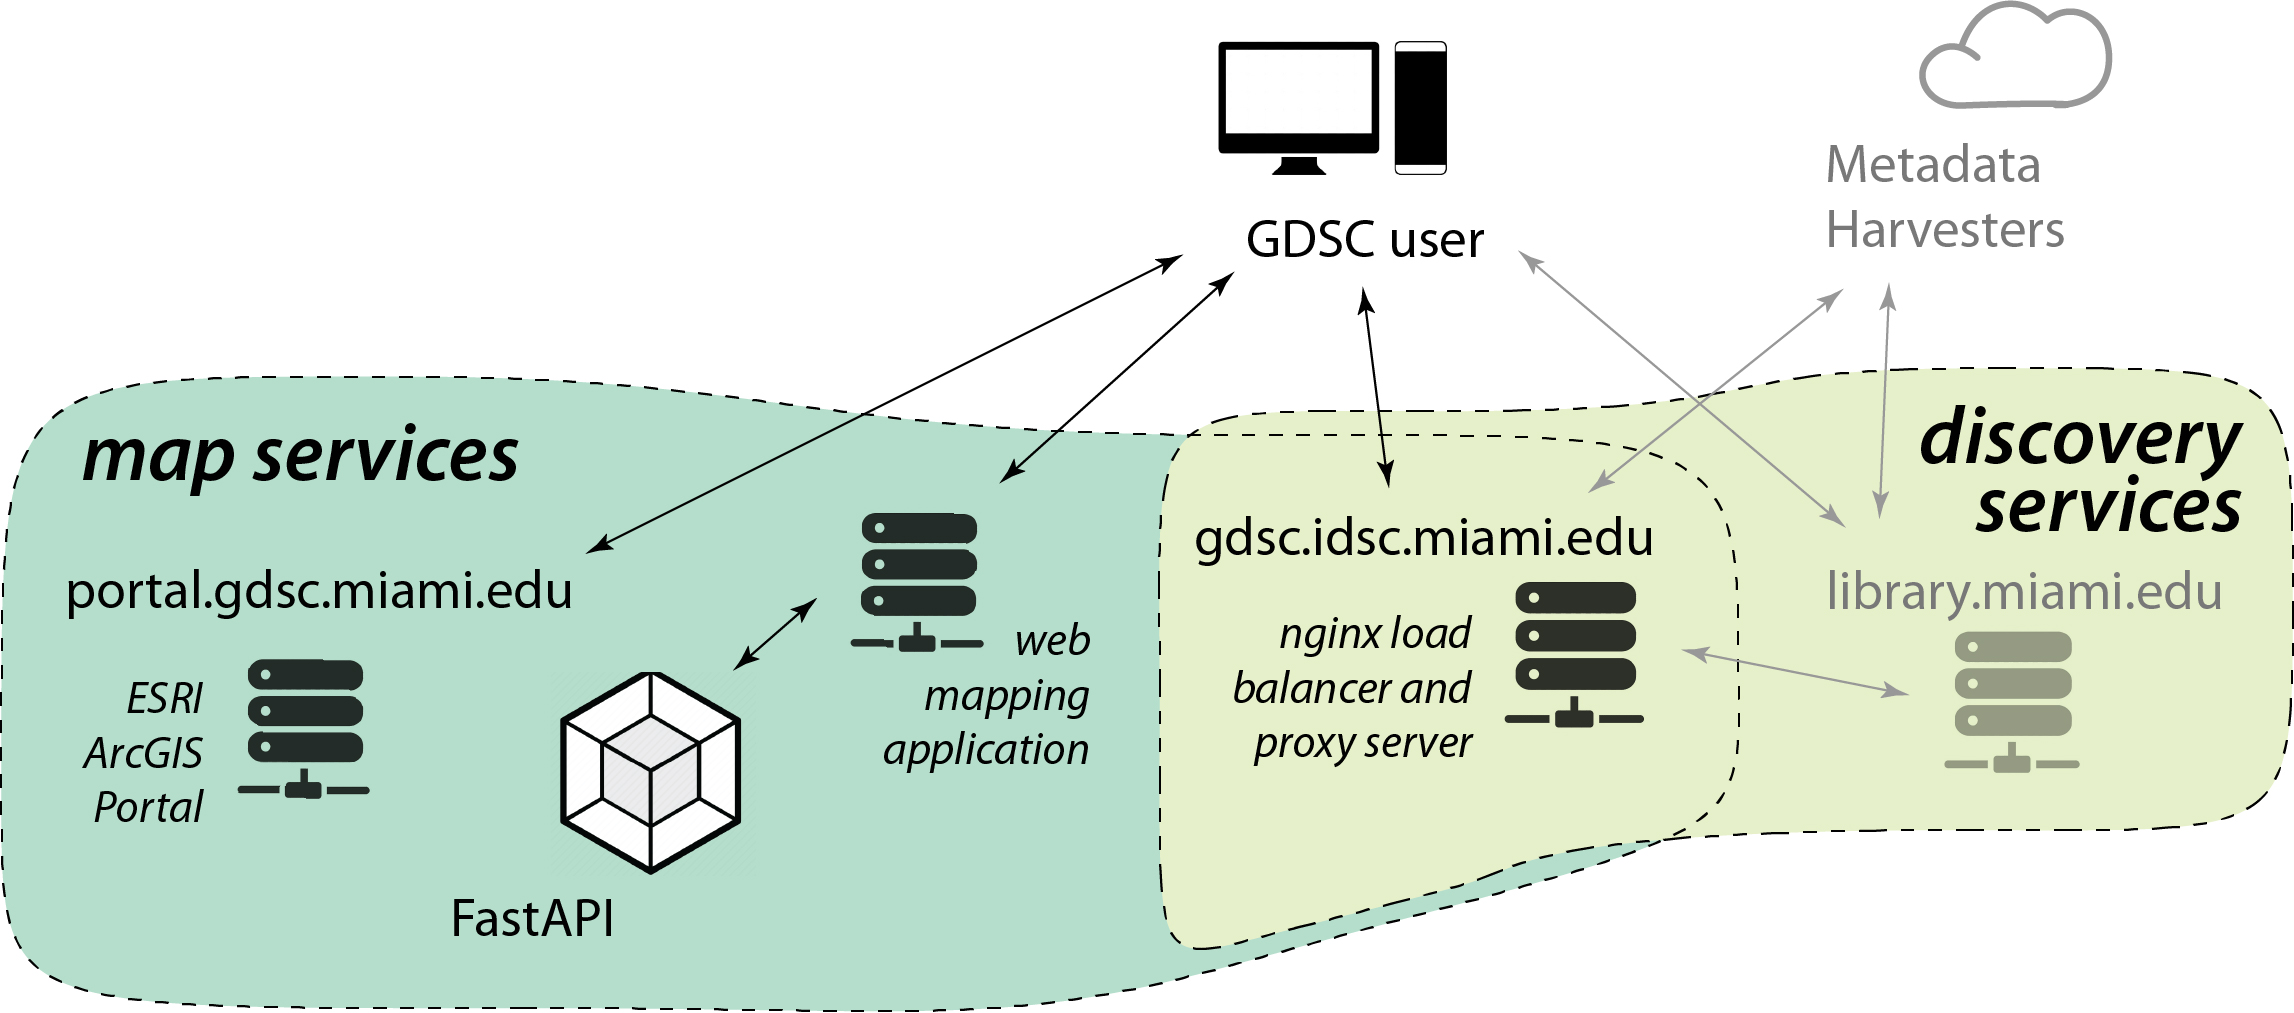 GDSC user
Metadata
Harvesters
map services
discovery
services
portal.gdsc.miami.edu
ESRI
ArcGIS
Portal
FastAPI
web
mapping
application
gdsc.idsc.miami.edu
nginx load
balancer and
proxy server
library.miami.edu